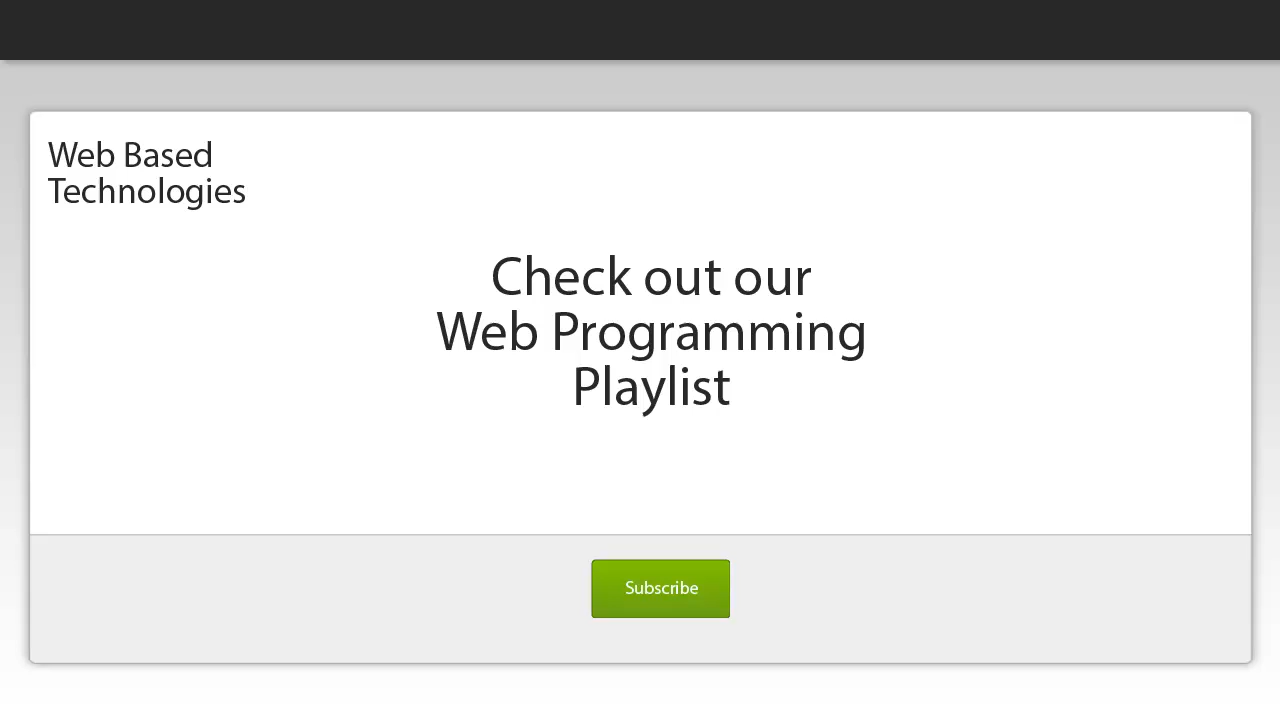 Web Based
Technologies
Check out our
Web Programming
Playlist
Subscribe